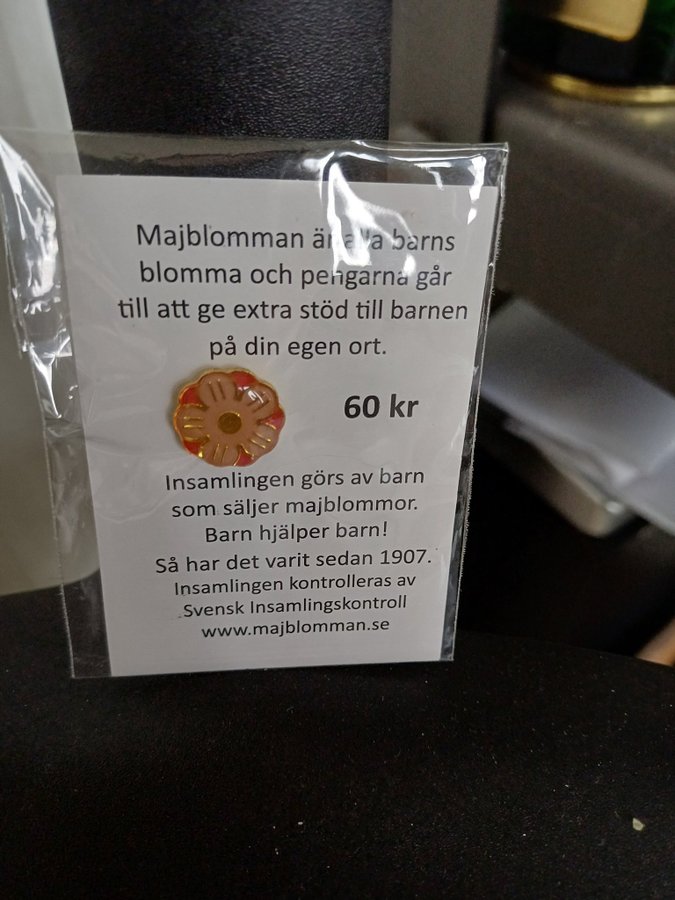 Majblomman är alla barns
blomma och pengarna går
till att ge extra stöd till barnen
på din egen ort.
60 kr
Insamlingen görs av barn
som säljer majblommor.
Barn hjälper barn!
Så har det varit sedan 1907.
Insamlingen kontrolleras av
Svensk Insamlingskontroll
www.majblomman.se